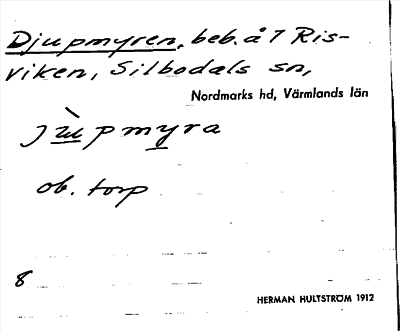 Djupmyren, beb. å 7 Ris-
viken, Silbodals sn,
Nordmarks hd, Värmlands län
jùpmyra
ob. torp
8
HERMAN HULTSTRÖM 1912